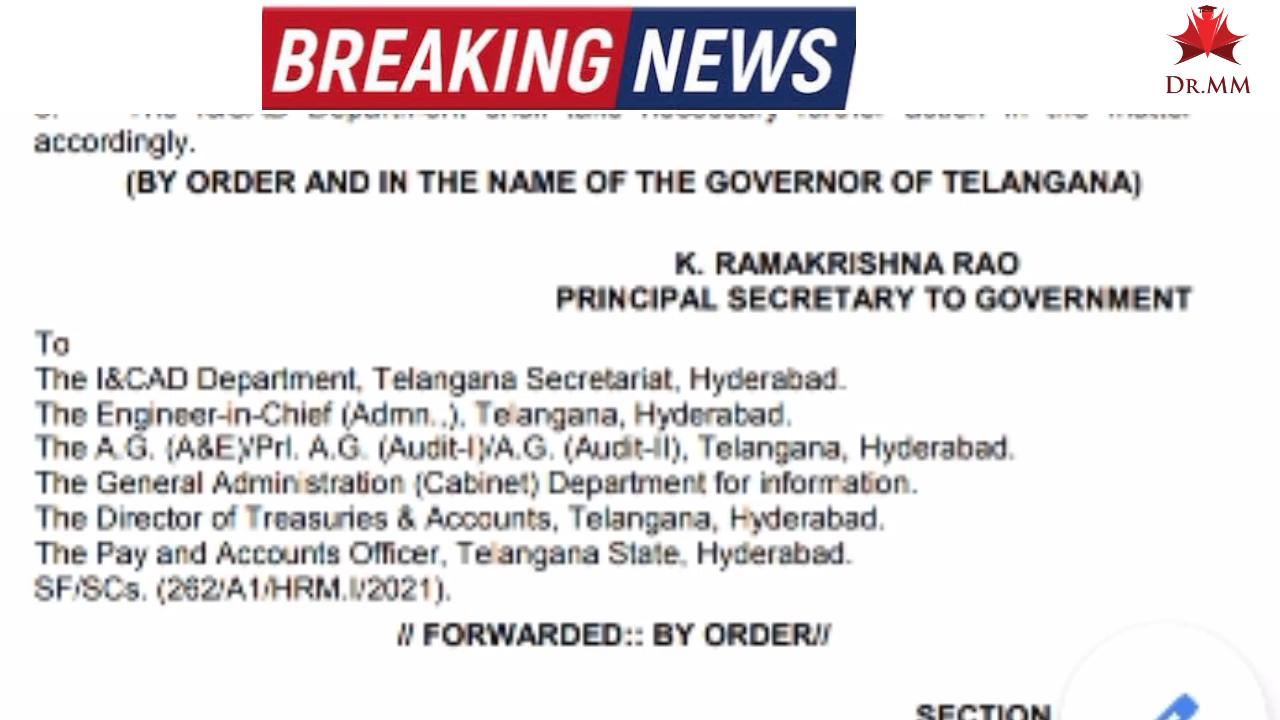 BREAKING NEWS
DR.MM
accordingly.
(BY ORDER AND IN THE NAME OF THE GOVERNOR OF TELANGANA)
K. RAMAKRISHNA RAO
PRINCIPAL SECRETARY TO GOVERNMENT
To
The I&CAD Department, Telangana Secretariat, Hyderabad.
The Engineer-in-Chief (Admn.,), Telangana, Hyderabad.
The A.G. (A&E)/Prl. A.G. (Audit-I)/A.G. (Audit-II), Telangana, Hyderabad.
The General Administration (Cabinet) Department for information.
The Director of Treasuries & Accounts, Telangana, Hyderabad.
The Pay and Accounts Officer, Telangana State, Hyderabad.
SF/SCs. (262/A1/HRM.I/2021).
// FORWARDED:: BY ORDER//
SECTION